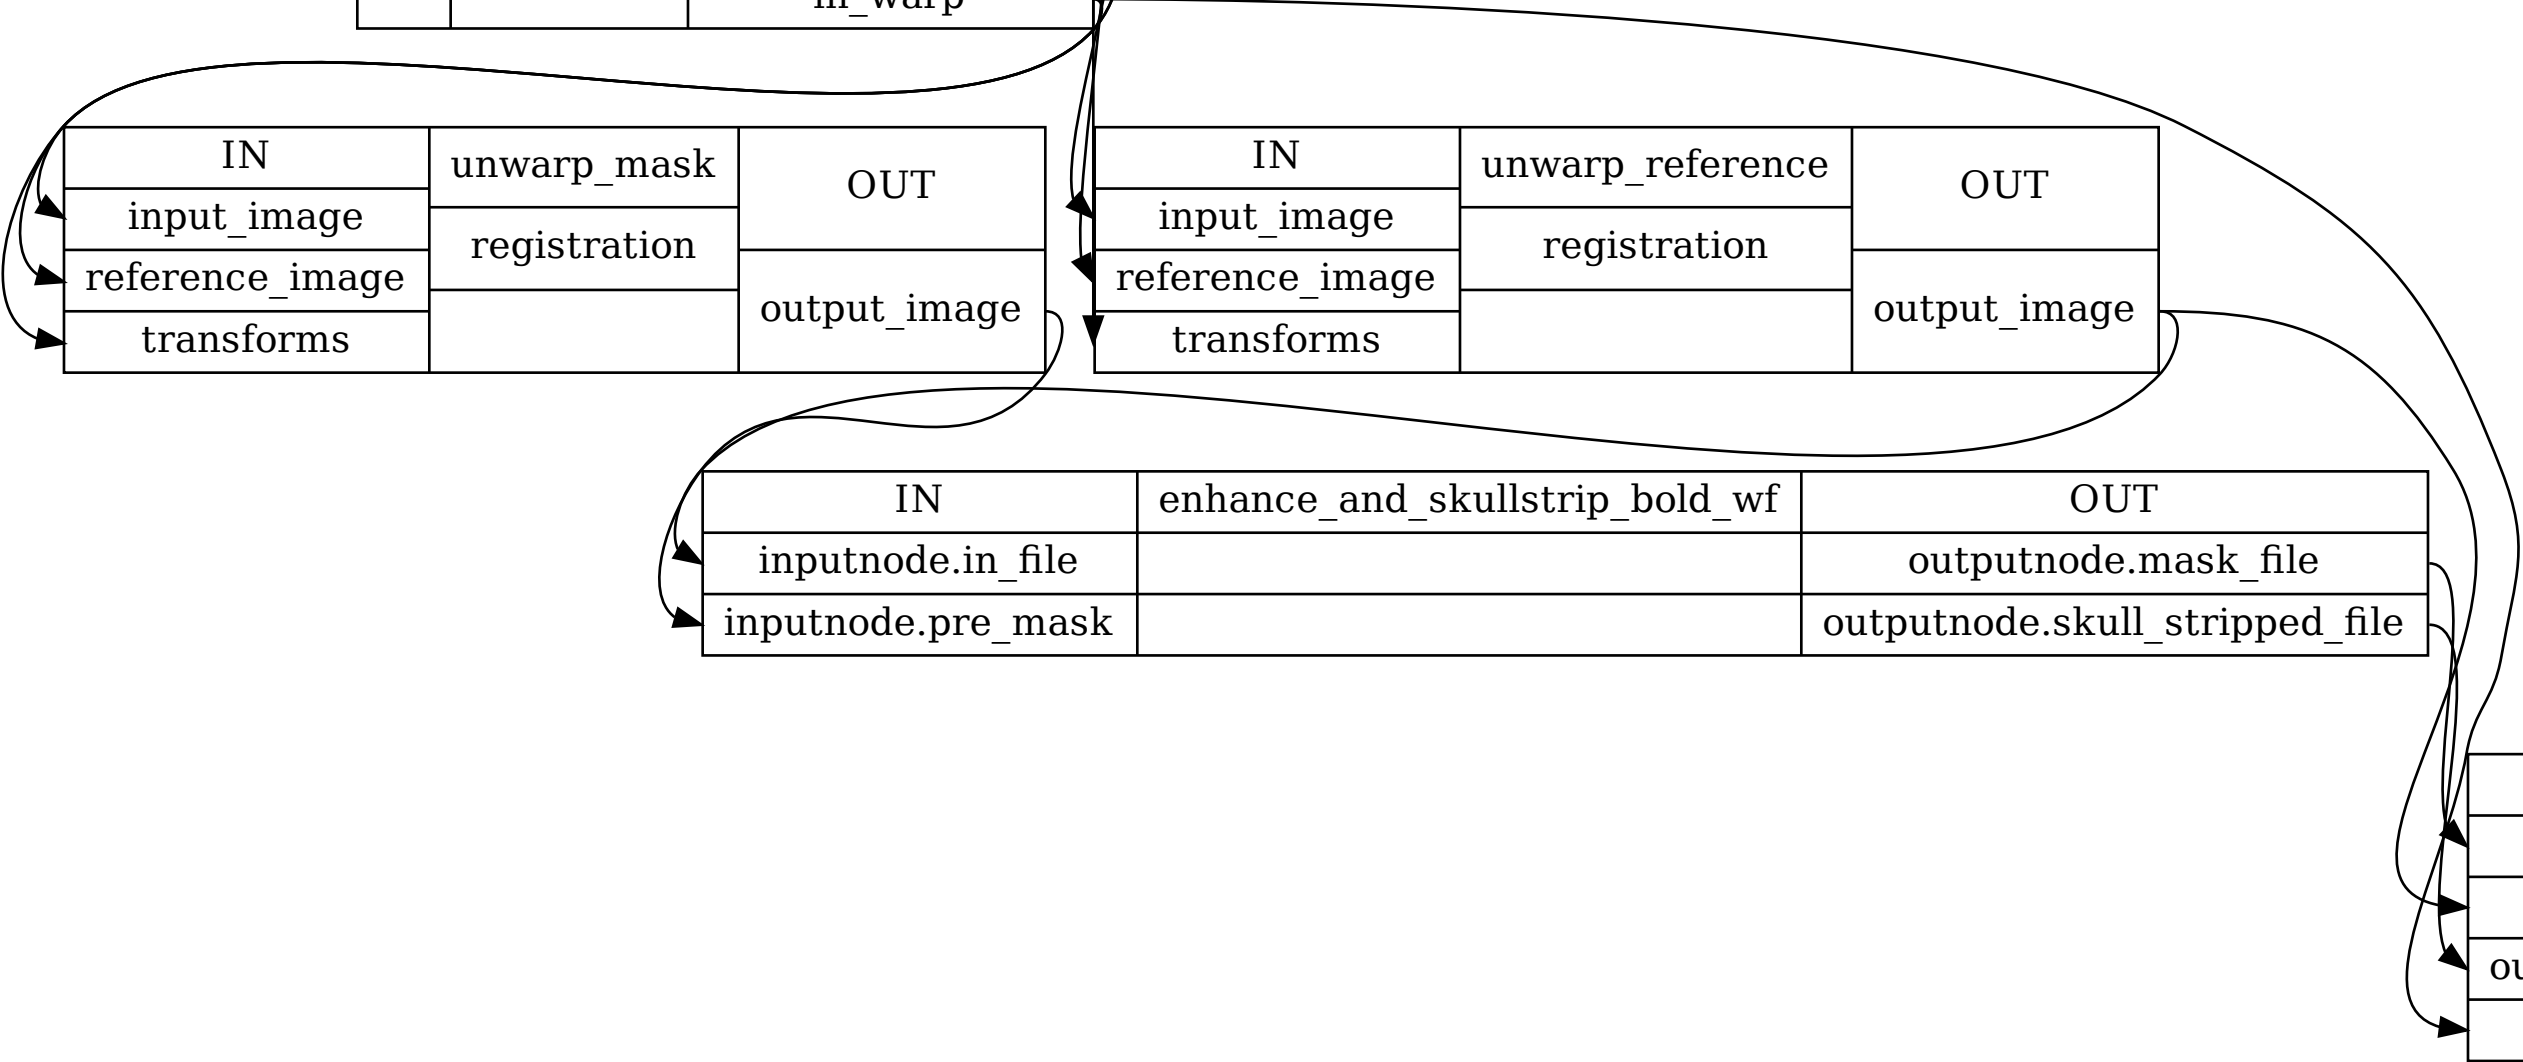 in_warp
IN
input_image
reference_image
transforms
unwarp_mask
registration
OUT
output_image
IN
input_image
reference_image
transforms
unwarp_reference
registration
OUT
output_image
IN
inputnode.in_file
inputnode.pre_mask
enhance_and_skullstrip_bold_wf
OUT
outputnode.mask_file
outputnode.skull_stripped_file